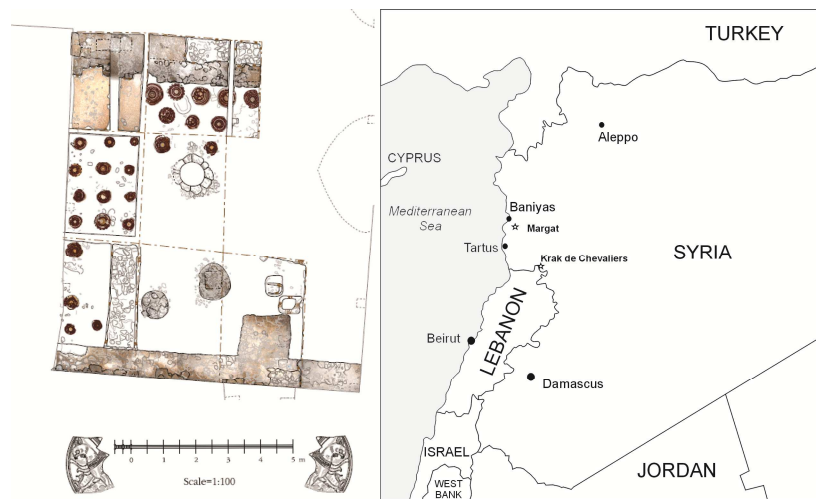 0 1 2 3 4 5 m
Scale=1:100
TURKEY
Aleppo
CYPRUS
Mediterranean
Sea
Baniyas
Margat
Tartus
SYRIA
Krak de Chevaliers
LEBANON
Beirut
Damascus
ISRAEL
WEST
BANK
JORDAN